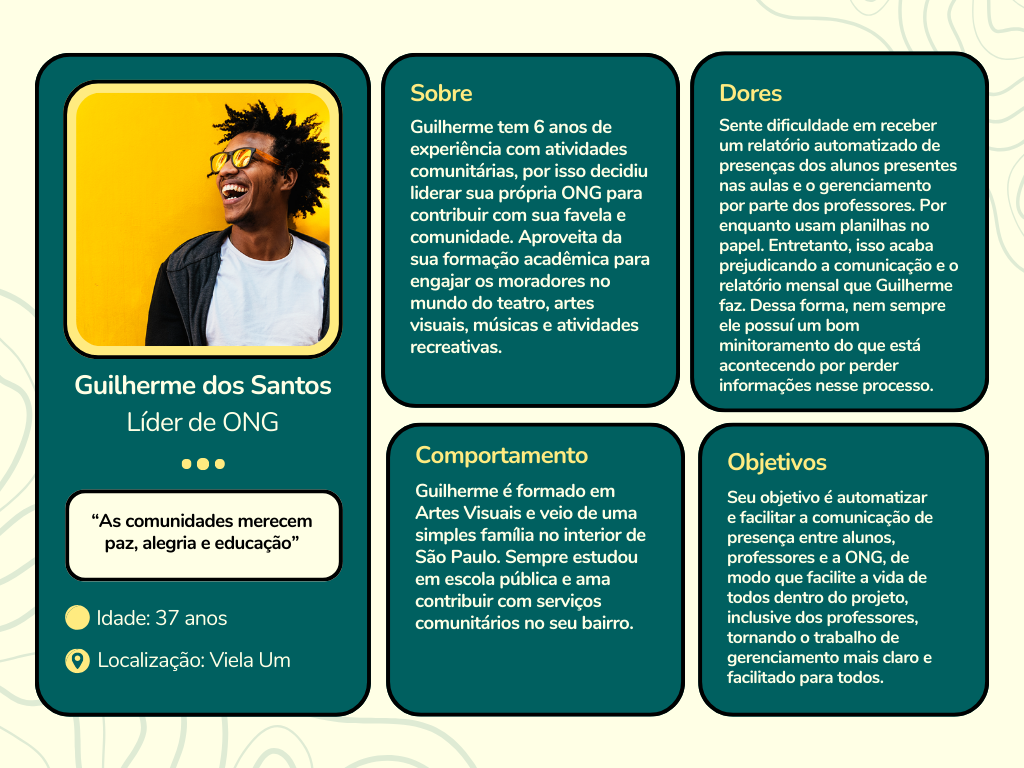 Guilherme dos Santos
Líder de ONG
“As comunidades merecem
paz, alegria e educação”
Idade: 37 anos
Localização: Viela Um
Sobre
Guilherme tem 6 anos de
experiência com atividades
comunitárias, por isso decidiu
liderar sua própria ONG para
contribuir com sua favela e
comunidade. Aproveita da
sua formação acadêmica para
engajar os moradores no
mundo do teatro, artes
visuais, músicas e atividades
recreativas.
Dores
Sente dificuldade em receber
um relatório automatizado de
presenças dos alunos presentes
nas aulas e o gerenciamento
por parte dos professores. Por
enquanto usam planilhas no
papel. Entretanto, isso acaba
prejudicando a comunicação e o
relatório mensal que Guilherme
faz. Dessa forma, nem sempre
ele possuí um bom
minitoramento do que está
acontecendo por perder
informações nesse processo.
Comportamento
Guilherme é formado em
Artes Visuais e veio de uma
simples família no interior de
São Paulo. Sempre estudou
em escola pública e ama
contribuir com serviços
comunitários no seu bairro.
Objetivos
Seu objetivo é automatizar
e facilitar a comunicação de
presença entre alunos,
professores e a ONG, de
modo que facilite a vida de
todos dentro do projeto,
inclusive dos professores,
tornando o trabalho de
gerenciamento mais claro e
facilitado para todos.